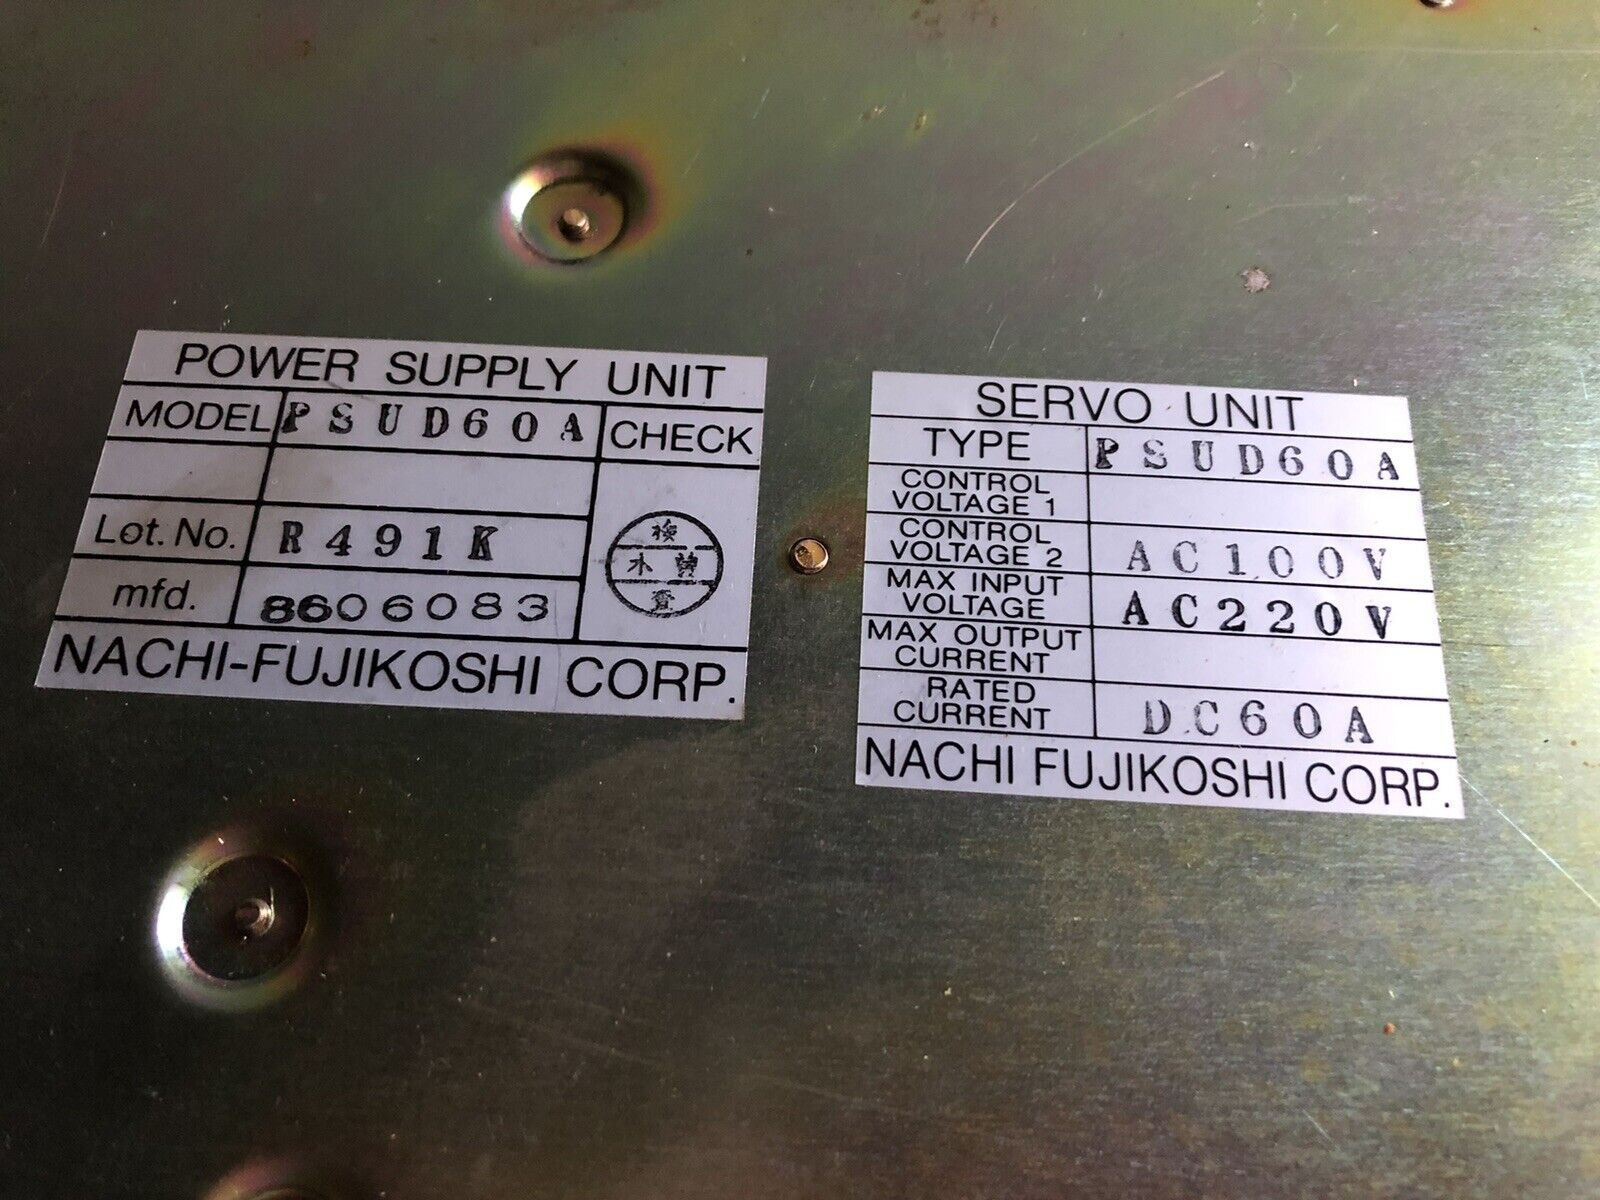 POWER SUPPLY UNIT
MODEL PSUD60A CHECK
Lot. No. R491K
検
査
mfd. 8606083
NACHI-FUJIKOSHI CORP.
SERVO UNIT
TYPE PSUD60A
CONTROL VOLTAGE 1
CONTROL VOLTAGE 2 AC100V
MAX INPUT VOLTAGE AC220V
MAX OUTPUT CURRENT
RATED CURRENT DC60A
NACHI FUJIKOSHI CORP.